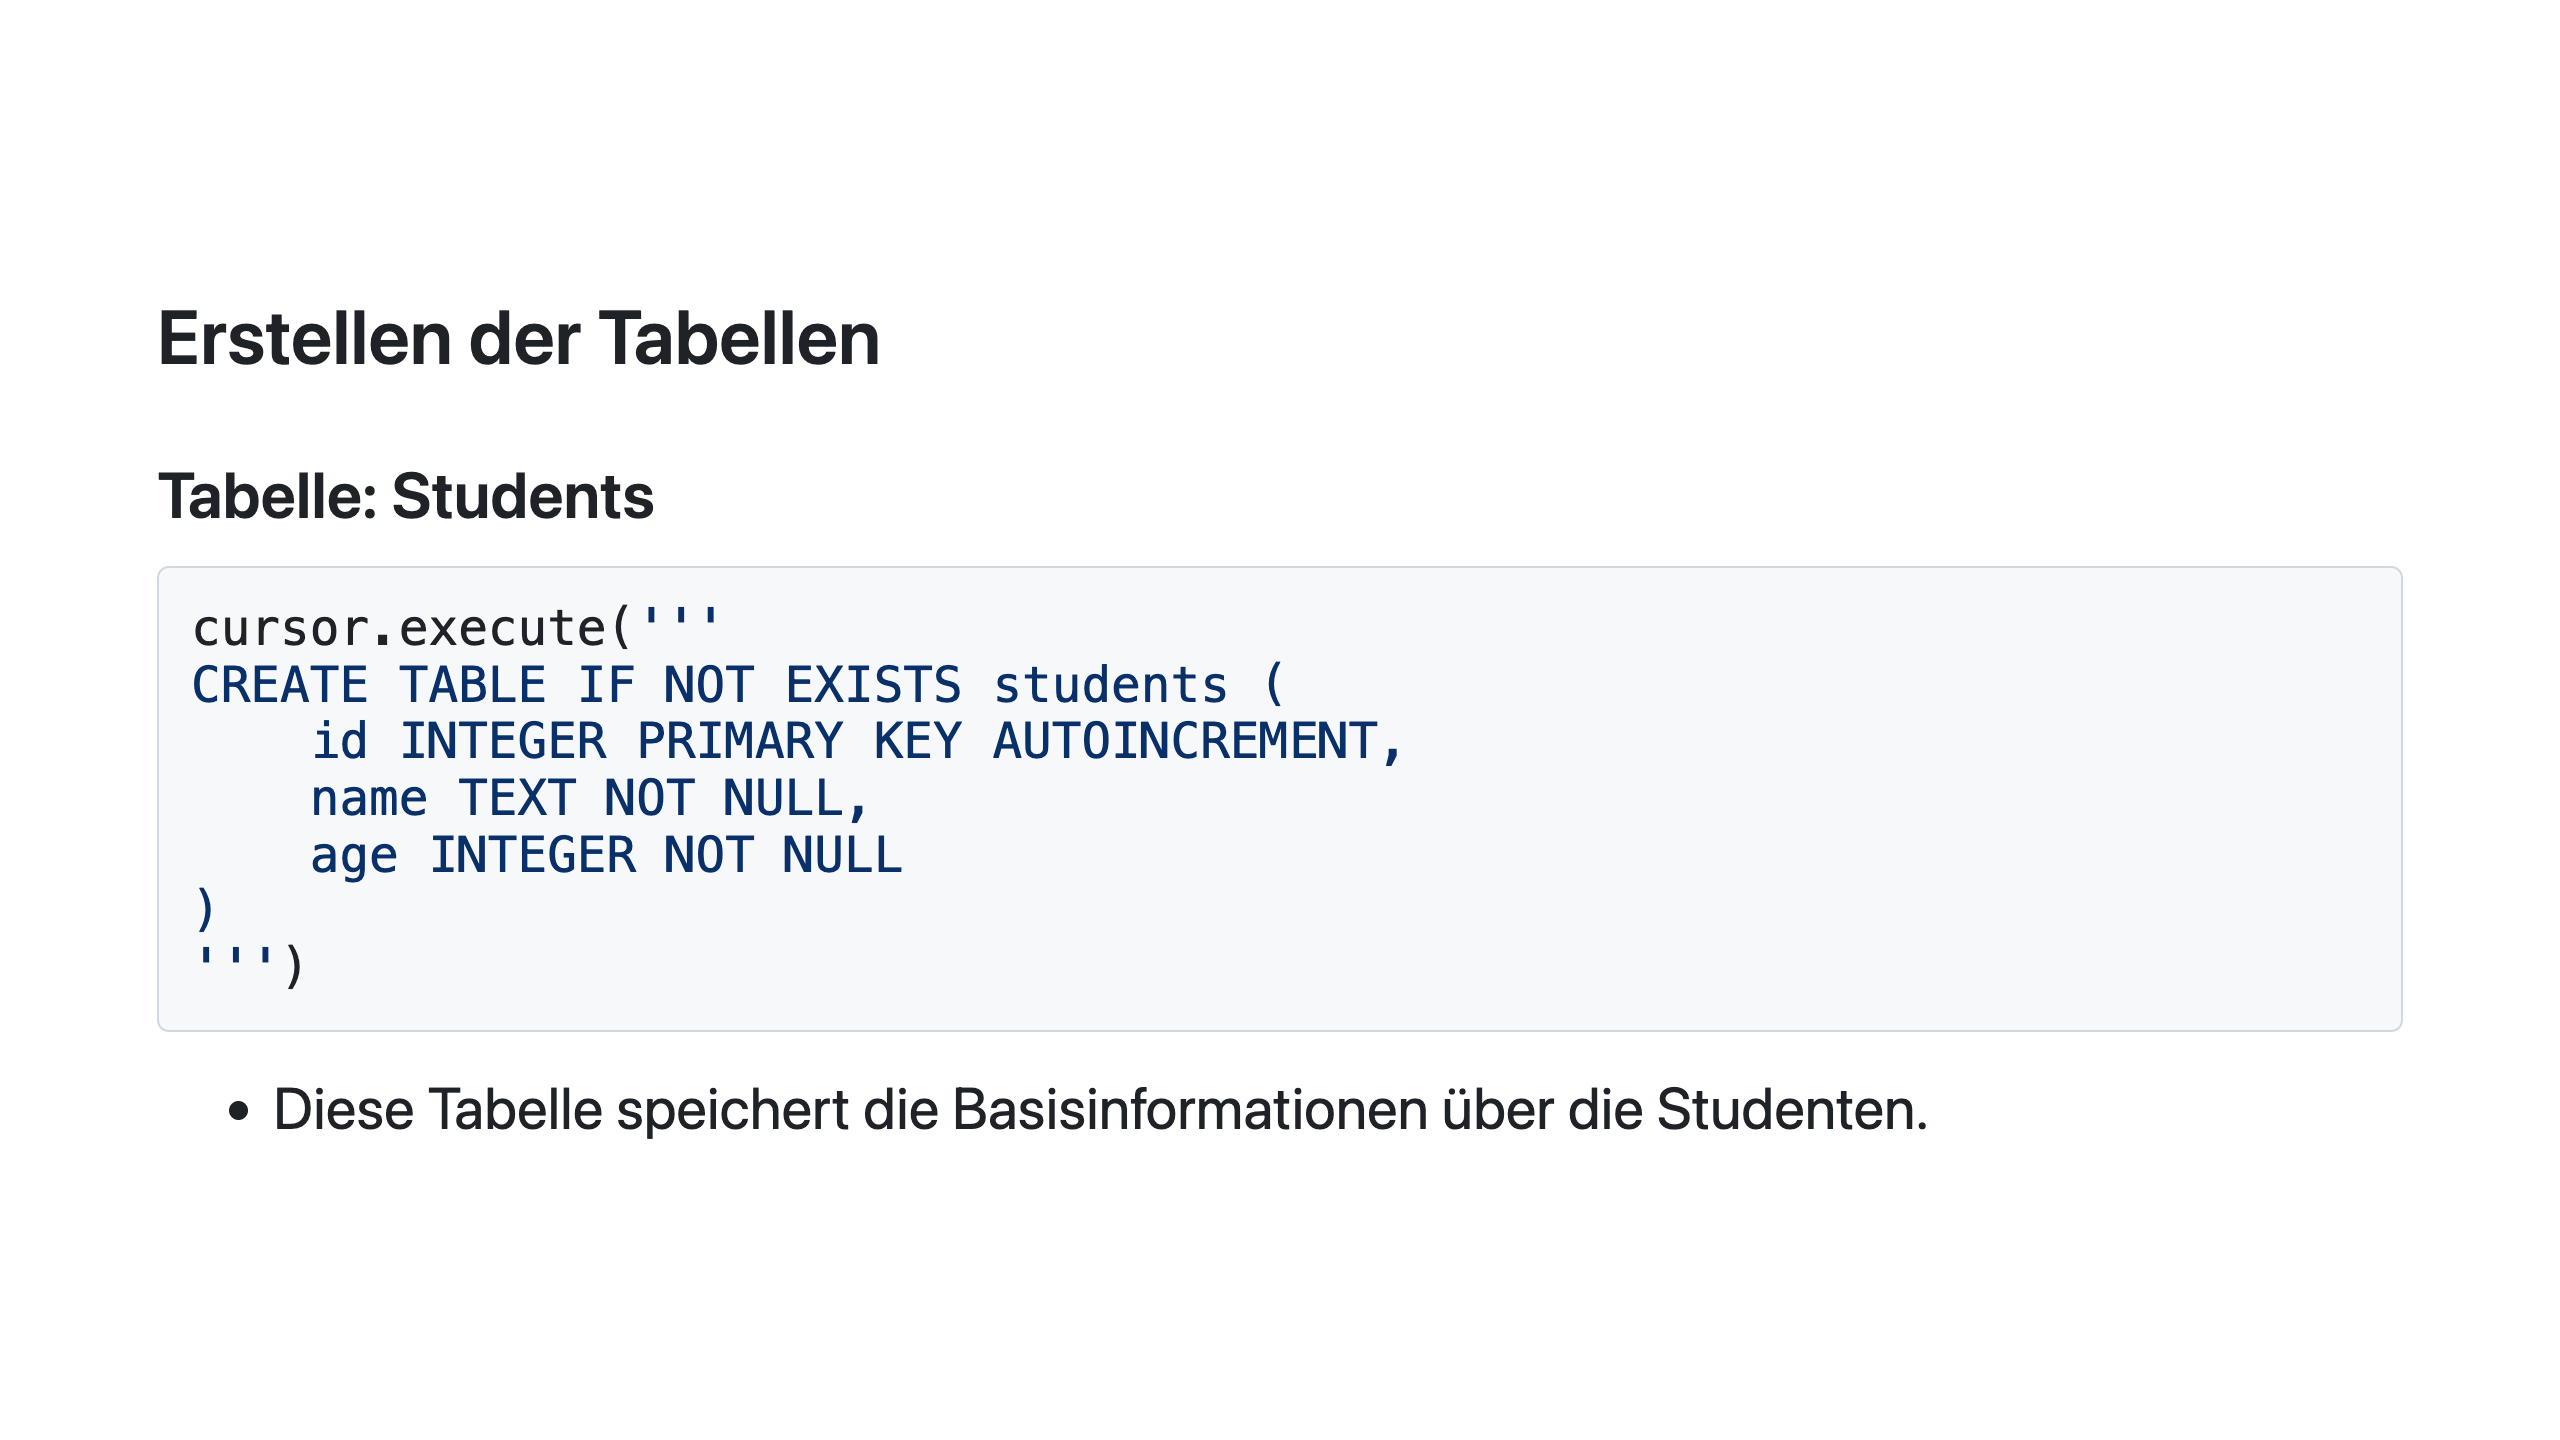 Erstellen der Tabellen
Tabelle: Students
cursor.execute('''
CREATE TABLE IF NOT EXISTS students (
    id INTEGER PRIMARY KEY AUTOINCREMENT,
    name TEXT NOT NULL,
    age INTEGER NOT NULL
)
''')
• Diese Tabelle speichert die Basisinformationen über die Studenten.